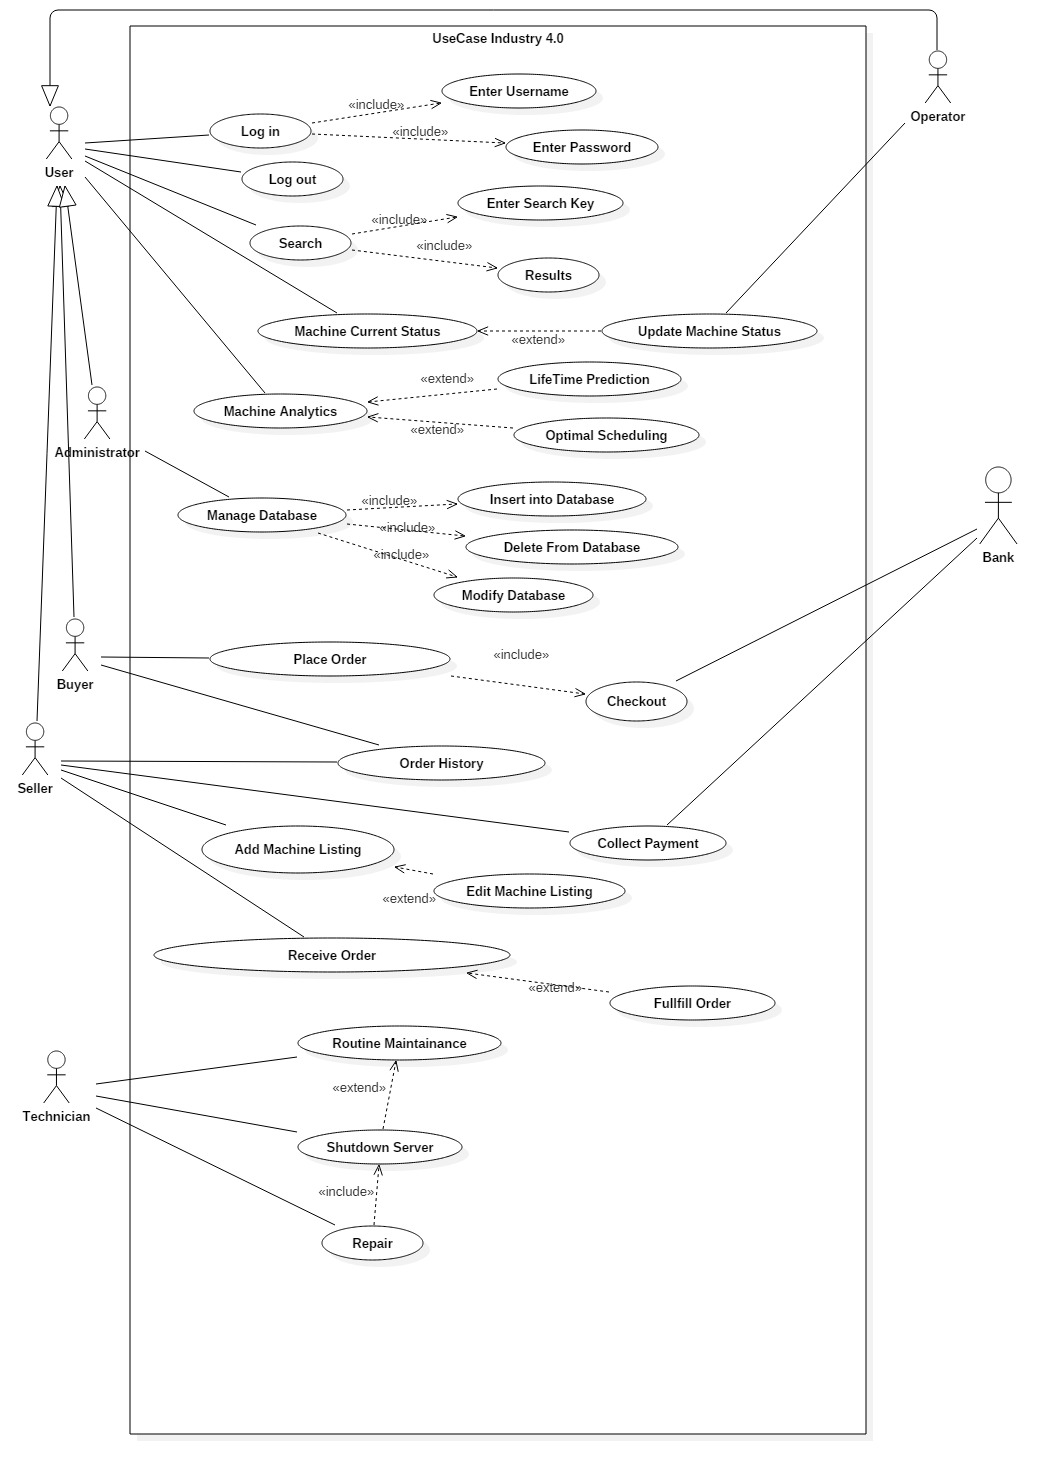 UseCase Industry 4.0
Enter Username
«include»
Operator
Log in
«include»
Enter Password
User
Log out
Enter Search Key
«include»
Search
«include»
Results
Machine Current Status
Update Machine Status
«extend»
«extend»
LifeTime Prediction
Machine Analytics
«extend»
Optimal Scheduling
Administrator
«include»
Insert into Database
Manage Database
«include»
Delete From Database
«include»
Bank
Modify Database
Place Order
«include»
Buyer
Checkout
Order History
Seller
Collect Payment
Add Machine Listing
Edit Machine Listing
«extend»
Receive Order
«extend»
Fullfill Order
Routine Maintainance
«extend»
Technician
Shutdown Server
«include»
Repair